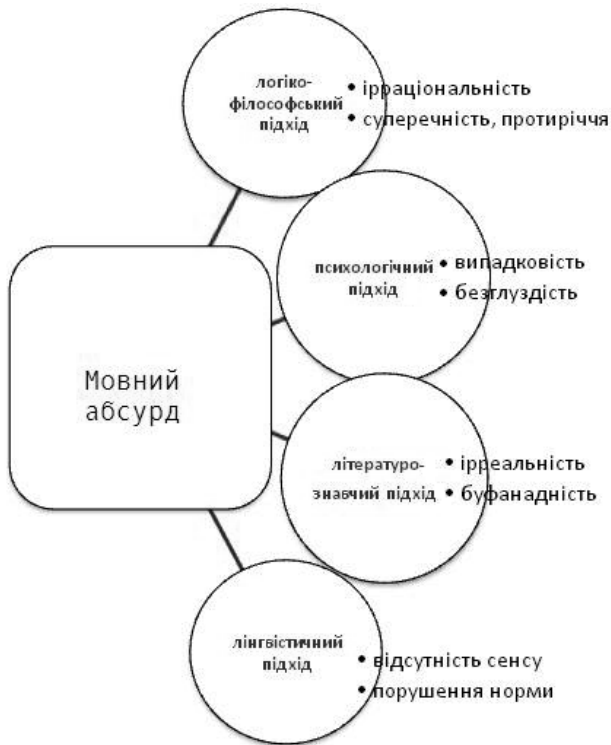 логіко-
філософський
підхід
• ірраціональність
• суперечність, протиріччя
психологічний
підхід
• випадковість
• безглуздість
Мовний
абсурд
літературо-
знавчий підхід
• ірреальність
• буфанадність
лінгвістичний
підхід
• відсутність сенсу
• порушення норми